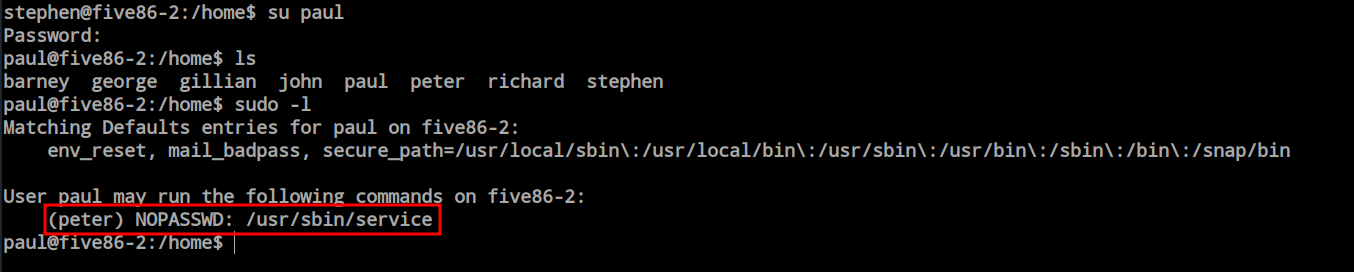 stephen@five86-2:/home$ su paul
Password:
paul@five86-2:/home$ ls
barney  george  gillian  john  paul  peter  richard  stephen
paul@five86-2:/home$ sudo -l
Matching Defaults entries for paul on five86-2:
    env_reset, mail_badpass, secure_path=/usr/local/sbin\:/usr/local/bin\:/usr/sbin\:/usr/bin\:/sbin\:/bin\:/snap/bin
User paul may run the following commands on five86-2:
    (peter) NOPASSWD: /usr/sbin/service
paul@five86-2:/home$